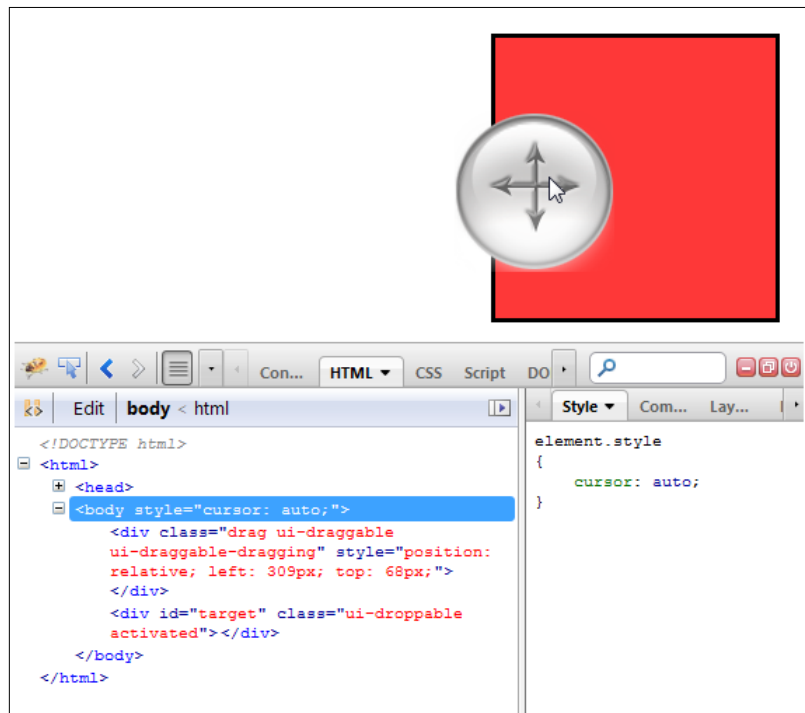 Con... HTML CSS Script DO
Edit body < html
Style Com... Lay...
<!DOCTYPE html>
<html>
<head>
<body style="cursor: auto;">
<div class="drag ui-draggable
ui-draggable-dragging" style="position:
relative; left: 309px; top: 68px;">
</div>
<div id="target" class="ui-droppable
activated"></div>
</body>
</html>
element.style
{
cursor: auto;
}